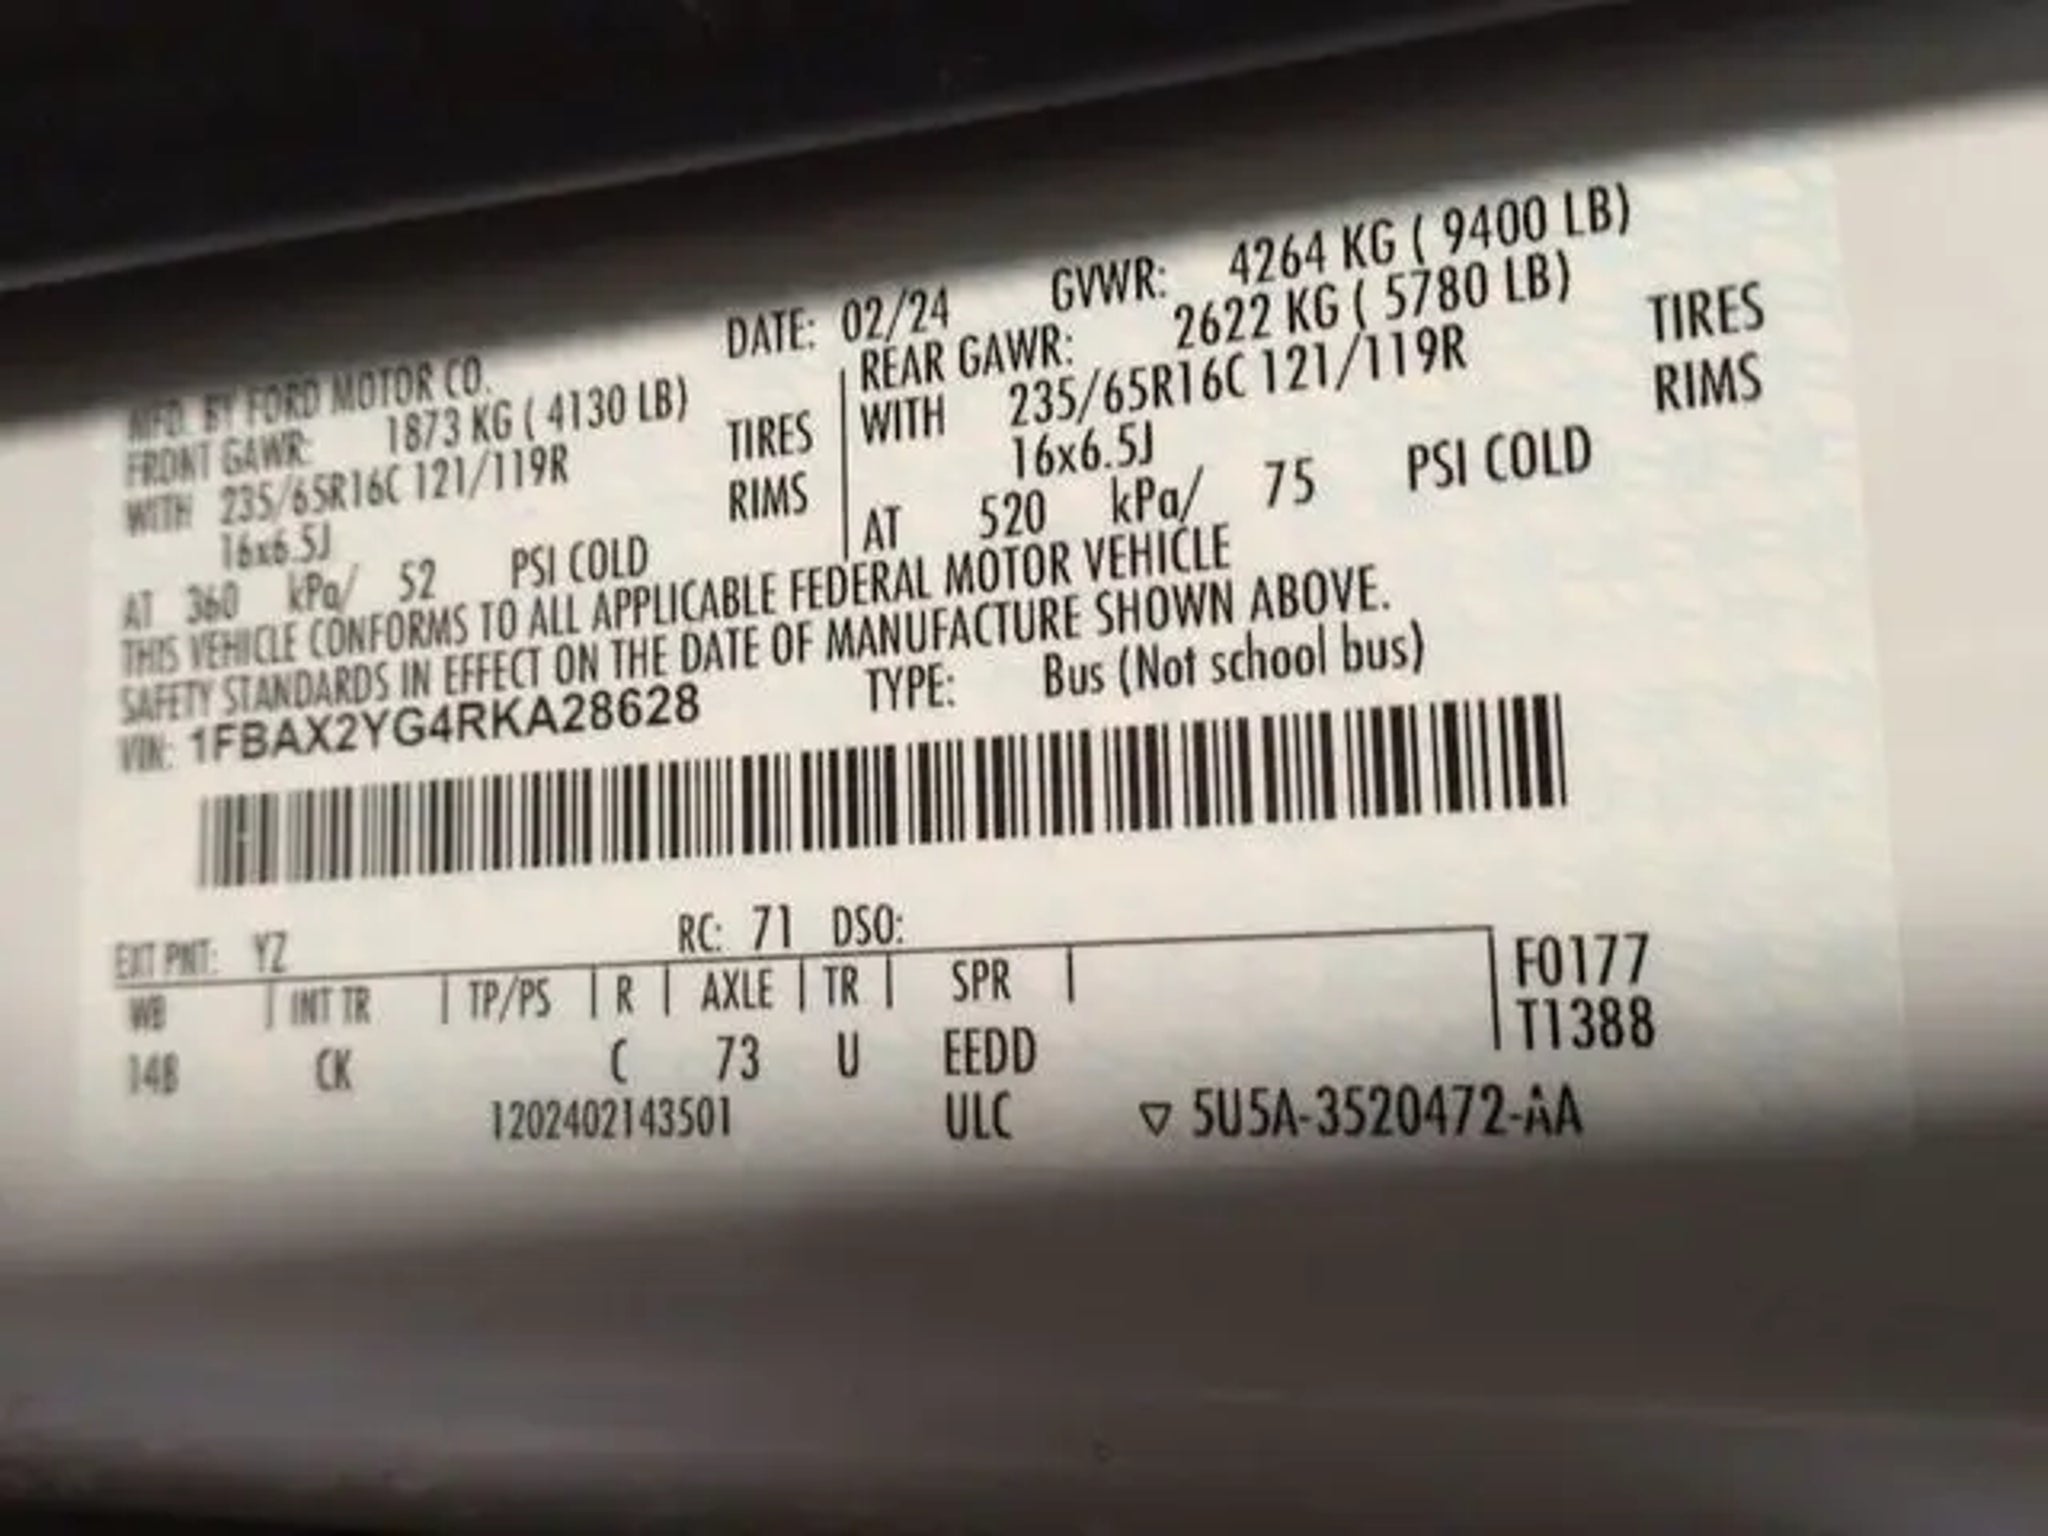 MFD. BY FORD MOTOR CO.
DATE: 02/24 GVWR: 4264 KG ( 9400 LB)
FRONT GAWR: 1873 KG ( 4130 LB)
WITH 235/65R16C 121/119R TIRES
16x6.5J RIMS
AT 360 kPa/ 52 PSI COLD
REAR GAWR: 2622 KG ( 5780 LB)
WITH 235/65R16C 121/119R TIRES
16x6.5J RIMS
AT 520 kPa/ 75 PSI COLD
THIS VEHICLE CONFORMS TO ALL APPLICABLE FEDERAL MOTOR VEHICLE
SAFETY STANDARDS IN EFFECT ON THE DATE OF MANUFACTURE SHOWN ABOVE.
VIN: 1FBAX2YG4RKA28628 TYPE: Bus (Not school bus)
EXT PNT: YZ RC: 71 DSO:
WB | INT TR | TP/PS | R | AXLE | TR | SPR |
F0177
T1388
14B CK C 73 U EEDD
1202402143501 ULC ▽ 5U5A-3520472-AA